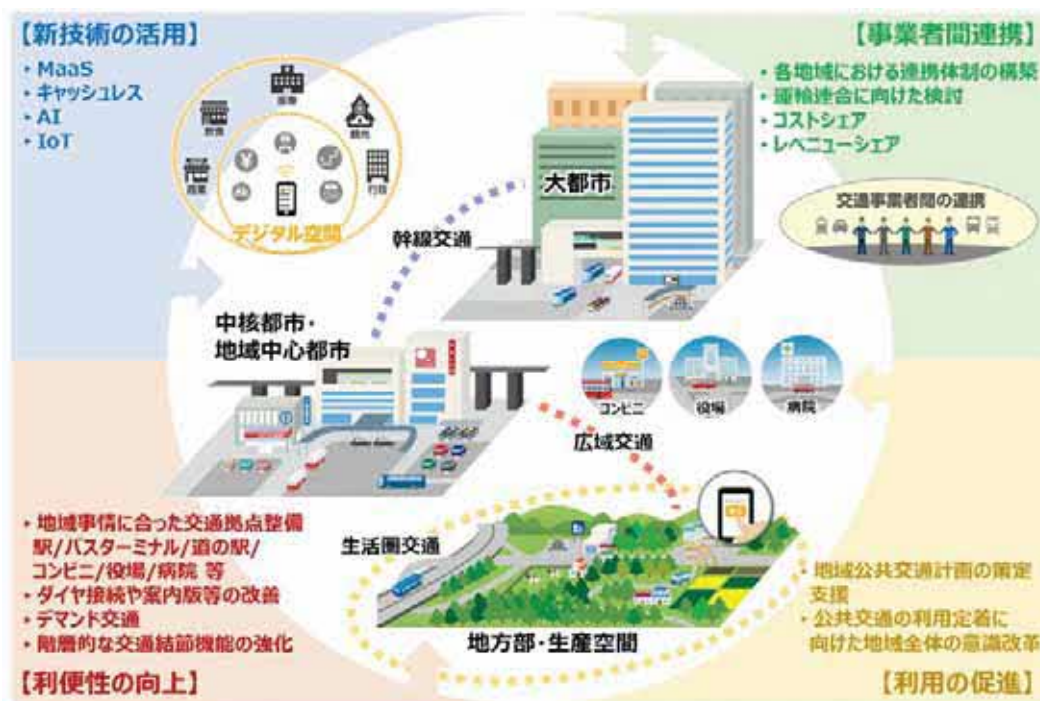 【新技術の活用】
・MaaS
・キャッシュレス
・AI
・IoT
【事業者間連携】
・各地域における連携体制の構築
・運輸連合に向けた検討
・コストシェア
・レベニューシェア
医療
飲食
観光
商業
行政
デジタル空間
大都市
交通事業者間の連携
幹線交通
中核都市・
地域中心都市
コンビニ
役場
病院
広域交通
生活圏交通
地方部・生産空間
・地域事情に合った交通拠点整備
駅/バスターミナル/道の駅/
コンビニ/役場/病院 等
・ダイヤ接続や案内版等の改善
・デマンド交通
・階層的な交通結節機能の強化
【利便性の向上】
・地域公共交通計画の策定
支援
・公共交通の利用定着に
向けた地域全体の意識改革
【利用の促進】